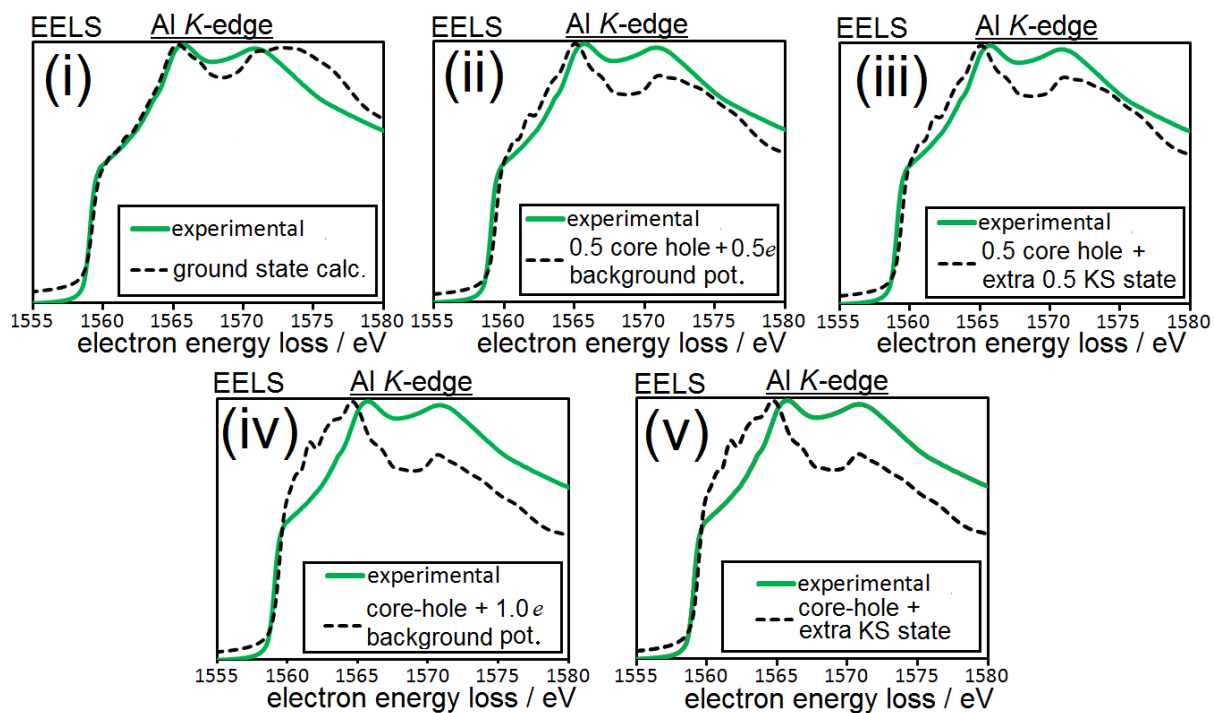 EELS Al K-edge
(i)
experimental
ground state calc.
1555 1560 1565 1570 1575 1580
electron energy loss / eV
EELS Al K-edge
(ii)
experimental
0.5 core hole + 0.5e
background pot.
1555 1560 1565 1570 1575 1580
electron energy loss / eV
EELS Al K-edge
(iii)
experimental
0.5 core hole +
extra 0.5 KS state
1555 1560 1565 1570 1575 1580
electron energy loss / eV
EELS Al K-edge
(iv)
experimental
core-hole + 1.0e
background pot.
1555 1560 1565 1570 1575 1580
electron energy loss / eV
EELS Al K-edge
(v)
experimental
core-hole +
extra KS state
1555 1560 1565 1570 1575 1580
electron energy loss / eV